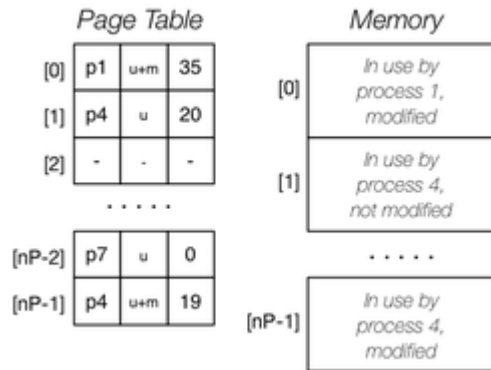 Page Table
[0] p1 u+m 35
[1] p4 u 20
[2] - - -
. . . . .
[nP-2] p7 u 0
[nP-1] p4 u+m 19
Memory
[0] In use by
process 1,
modified
[1] In use by
process 4,
not modified
. . . . .
[nP-1] In use by
process 4,
modified